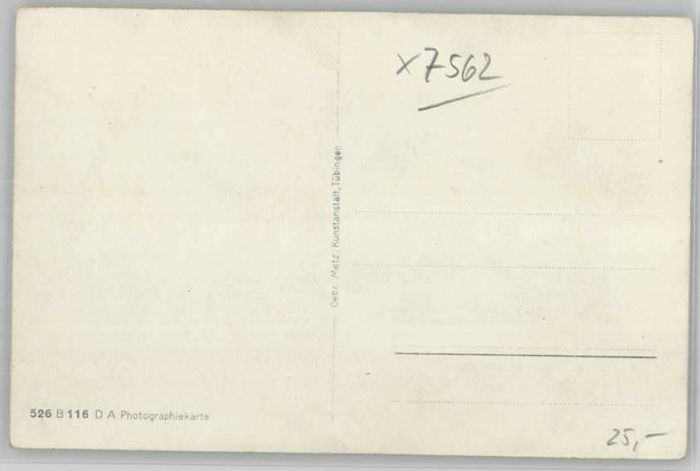 x7562
Gebr. Metz, Kunstanstalt, Tübingen
526 B 116 D A Photographiekarte
25,-